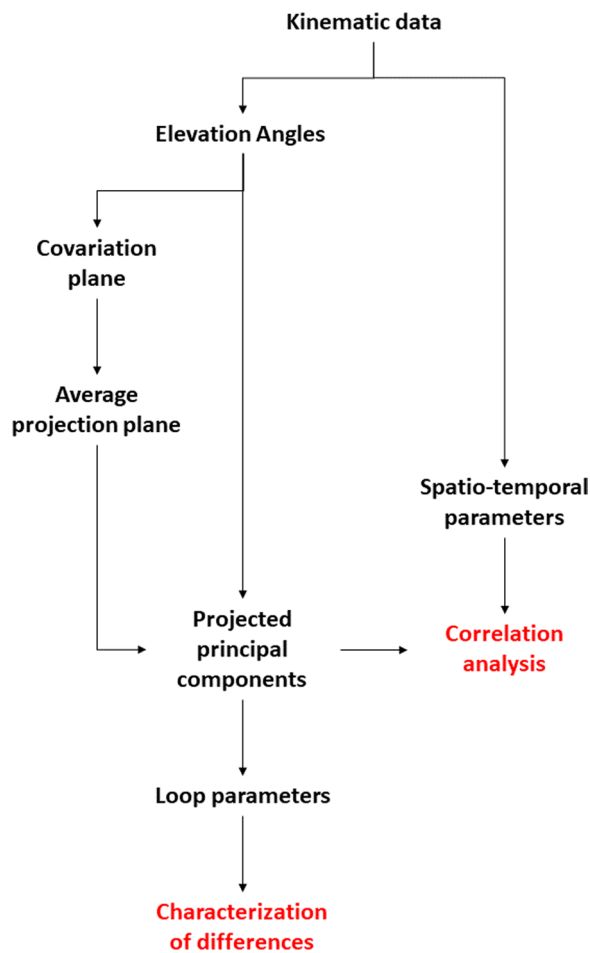 Kinematic data
Elevation Angles
Covariation
plane
Average
projection plane
Spatio-temporal
parameters
Projected
principal
components
Correlation
analysis
Loop parameters
Characterization
of differences